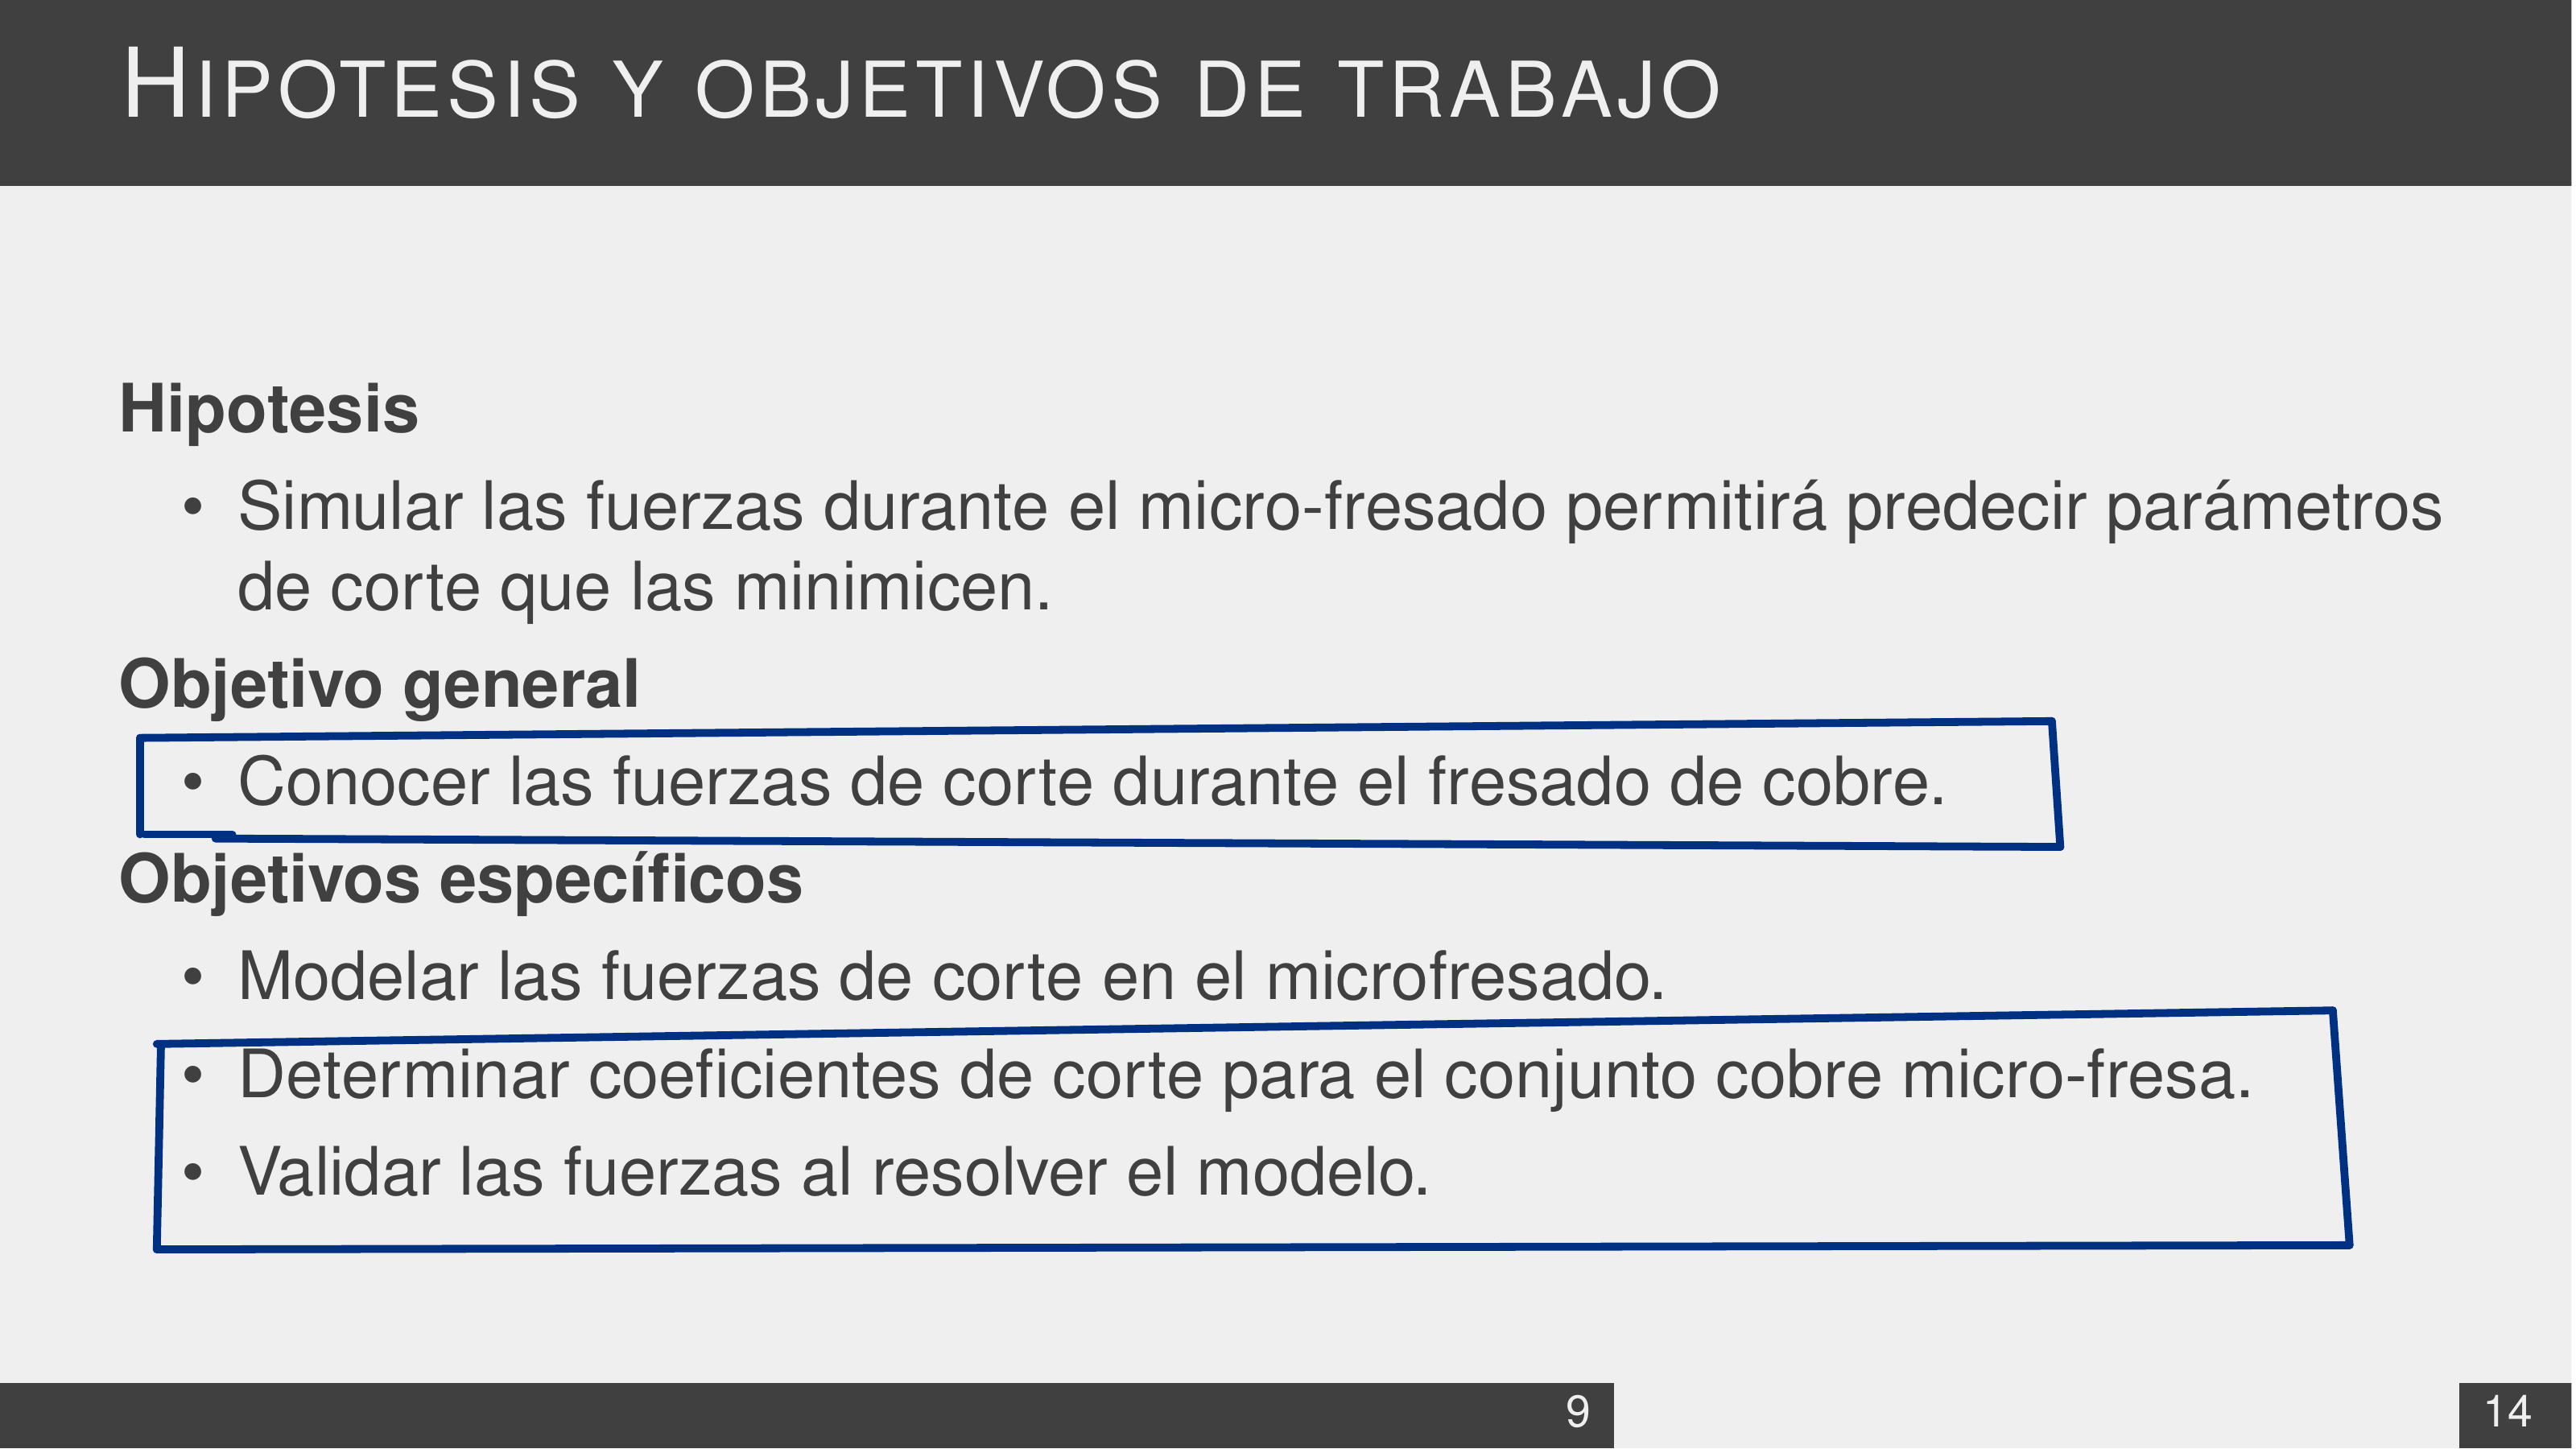 HIPOTESIS Y OBJETIVOS DE TRABAJO
Hipotesis
• Simular las fuerzas durante el micro-fresado permitirá predecir parámetros
de corte que las minimicen.
Objetivo general
• Conocer las fuerzas de corte durante el fresado de cobre.
Objetivos específicos
• Modelar las fuerzas de corte en el microfresado.
• Determinar coeficientes de corte para el conjunto cobre micro-fresa.
• Validar las fuerzas al resolver el modelo.
9
14